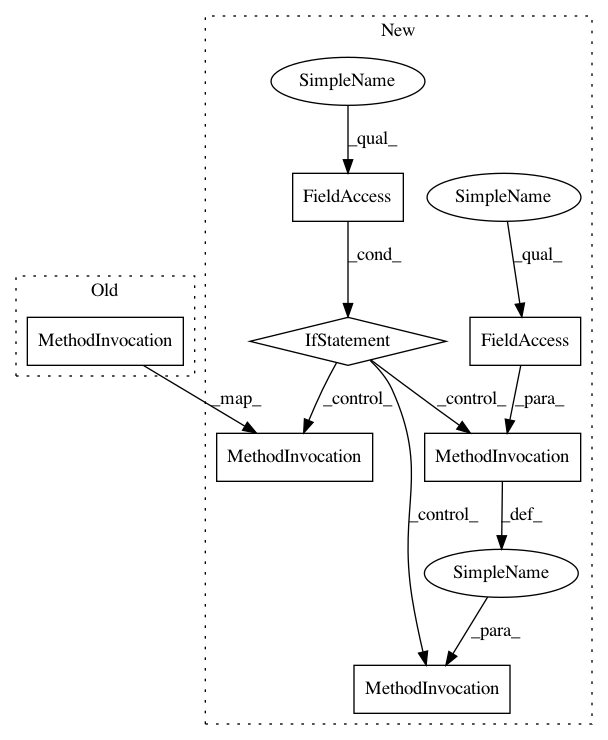 New
SimpleName
_qual_
FieldAccess
SimpleName
_cond_
_qual_
Old
MethodInvocation
IfStatement
FieldAccess
_map_
_control_
_control_
_para_
MethodInvocation
MethodInvocation
_control_
_def_
SimpleName
_para_
MethodInvocation